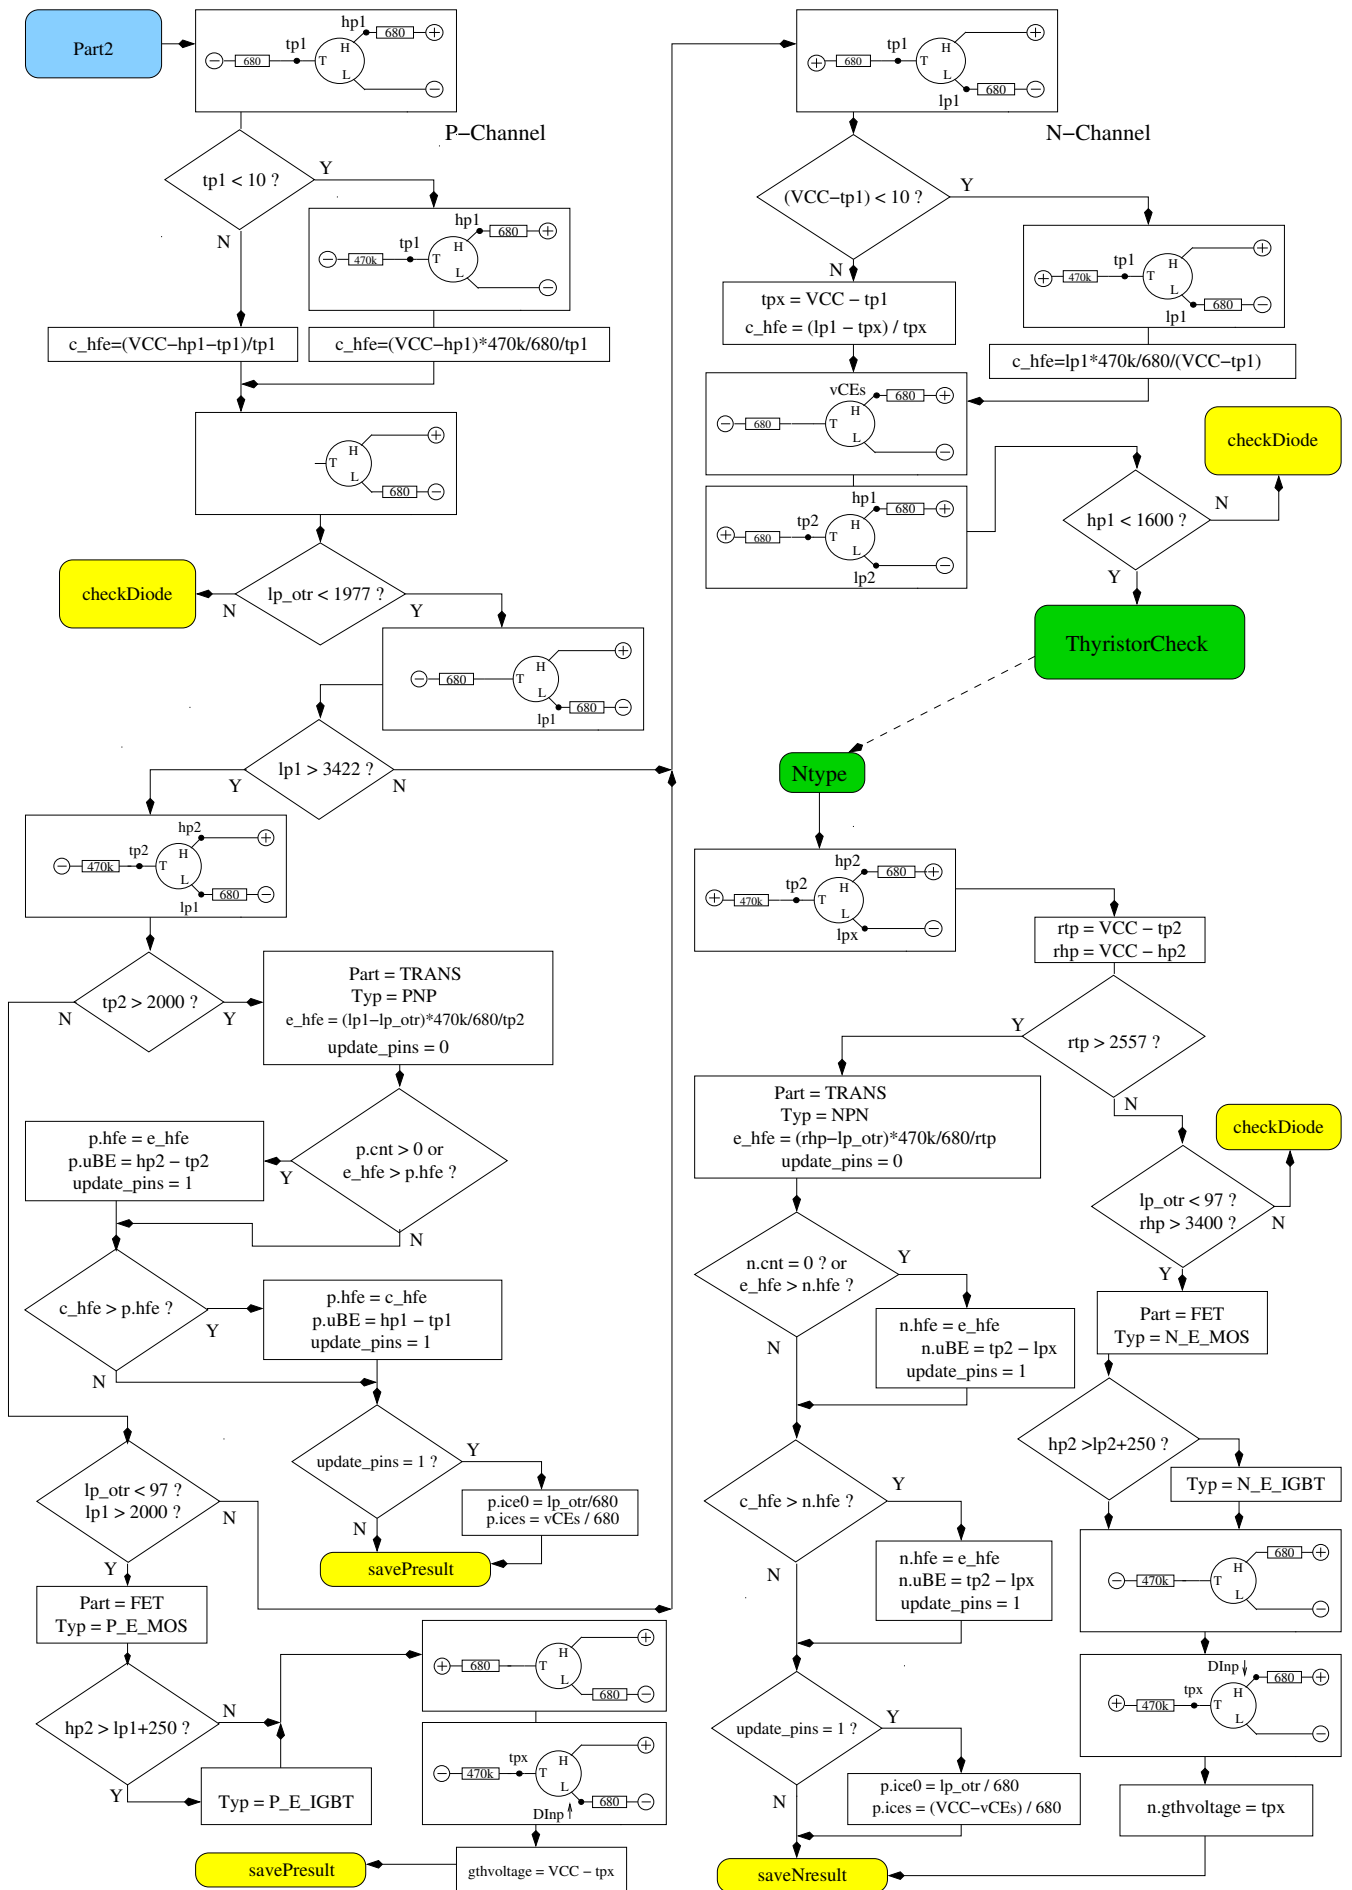 Part2
hp1
680
+
tp1
H
−
680
T
L
−
P−Channel
tp1 < 10 ?
Y
N
hp1
680
+
tp1
H
−
470k
T
L
−
c_hfe=(VCC−hp1−tp1)/tp1
c_hfe=(VCC−hp1)*470k/680/tp1
+
H
T
L
680
−
checkDiode
N
lp_otr < 1977 ?
Y
+
H
−
680
T
L
680
−
lp1
lp1 > 3422 ?
Y
N
hp2
+
tp2
H
−
470k
T
L
680
−
lp1
tp2 > 2000 ?
N
Y
Part = TRANS
Typ = PNP
e_hfe = (lp1−lp_otr)*470k/680/tp2
update_pins = 0
p.cnt > 0 or
e_hfe > p.hfe ?
Y
N
p.hfe = e_hfe
p.uBE = hp2 − tp2
update_pins = 1
c_hfe > p.hfe ?
Y
N
p.hfe = c_hfe
p.uBE = hp1 − tp1
update_pins = 1
update_pins = 1 ?
Y
N
p.ice0 = lp_otr/680
p.ices = vCEs / 680
savePresult
lp_otr < 97 ?
lp1 > 2000 ?
N
Y
Part = FET
Typ = P_E_MOS
hp2 > lp1+250 ?
N
Y
Typ = P_E_IGBT
+
H
+
680
T
L
680
−
+
tpx
H
−
470k
T
L
680
−
DInp
gthvoltage = VCC − tpx
savePresult
+
tp1
H
+
680
T
L
680
−
lp1
N−Channel
(VCC−tp1) < 10 ?
Y
N
+
tp1
H
+
470k
T
L
680
−
lp1
tpx = VCC − tp1
c_hfe = (lp1 − tpx) / tpx
c_hfe=lp1*470k/680/(VCC−tp1)
vCEs
680
+
H
−
680
T
L
−
hp1
680
+
tp2
H
+
680
T
L
−
lp2
checkDiode
hp1 < 1600 ?
N
Y
ThyristorCheck
Ntype
hp2
680
+
tp2
H
+
470k
T
L
−
lpx
rtp = VCC − tp2
rhp = VCC − hp2
rtp > 2557 ?
Y
N
Part = TRANS
Typ = NPN
e_hfe = (rhp−lp_otr)*470k/680/rtp
update_pins = 0
checkDiode
lp_otr < 97 ?
rhp > 3400 ?
N
Y
n.cnt = 0 ? or
e_hfe > n.hfe ?
Y
N
n.hfe = e_hfe
n.uBE = tp2 − lpx
update_pins = 1
Part = FET
Typ = N_E_MOS
hp2 >lp2+250 ?
Y
N
Typ = N_E_IGBT
c_hfe > n.hfe ?
Y
N
n.hfe = e_hfe
n.uBE = tp2 − lpx
update_pins = 1
680
+
H
−
470k
T
L
−
DInp
680
+
tpx
H
+
470k
T
L
−
update_pins = 1 ?
Y
N
p.ice0 = lp_otr / 680
p.ices = (VCC−vCEs) / 680
n.gthvoltage = tpx
saveNresult